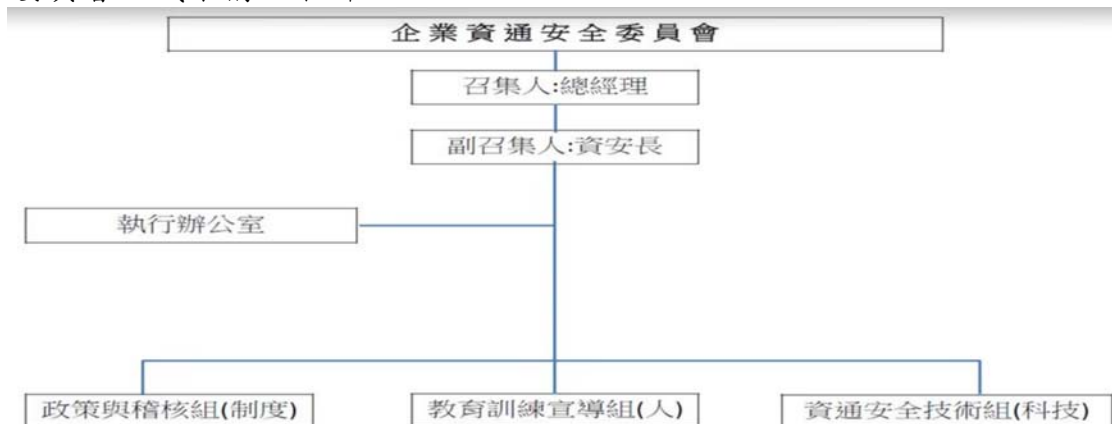 企業資通安全委員會
召集人:總經理
副召集人:資安長
執行辦公室
政策與稽核組(制度)
教育訓練宣導組(人)
資通安全技術組(科技)